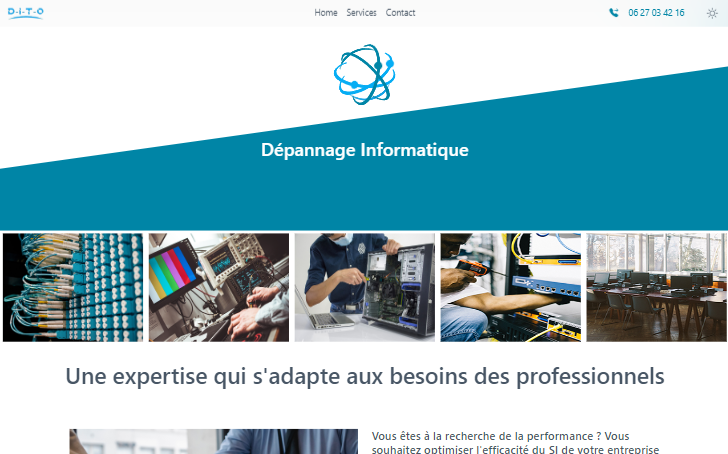 D-i-T-O
Home Services Contact
06 27 03 42 16
Dépannage Informatique
Une expertise qui s'adapte aux besoins des professionnels
Vous êtes à la recherche de la performance ? Vous
souhaitez optimiser l'efficacité du SI de votre entreprise